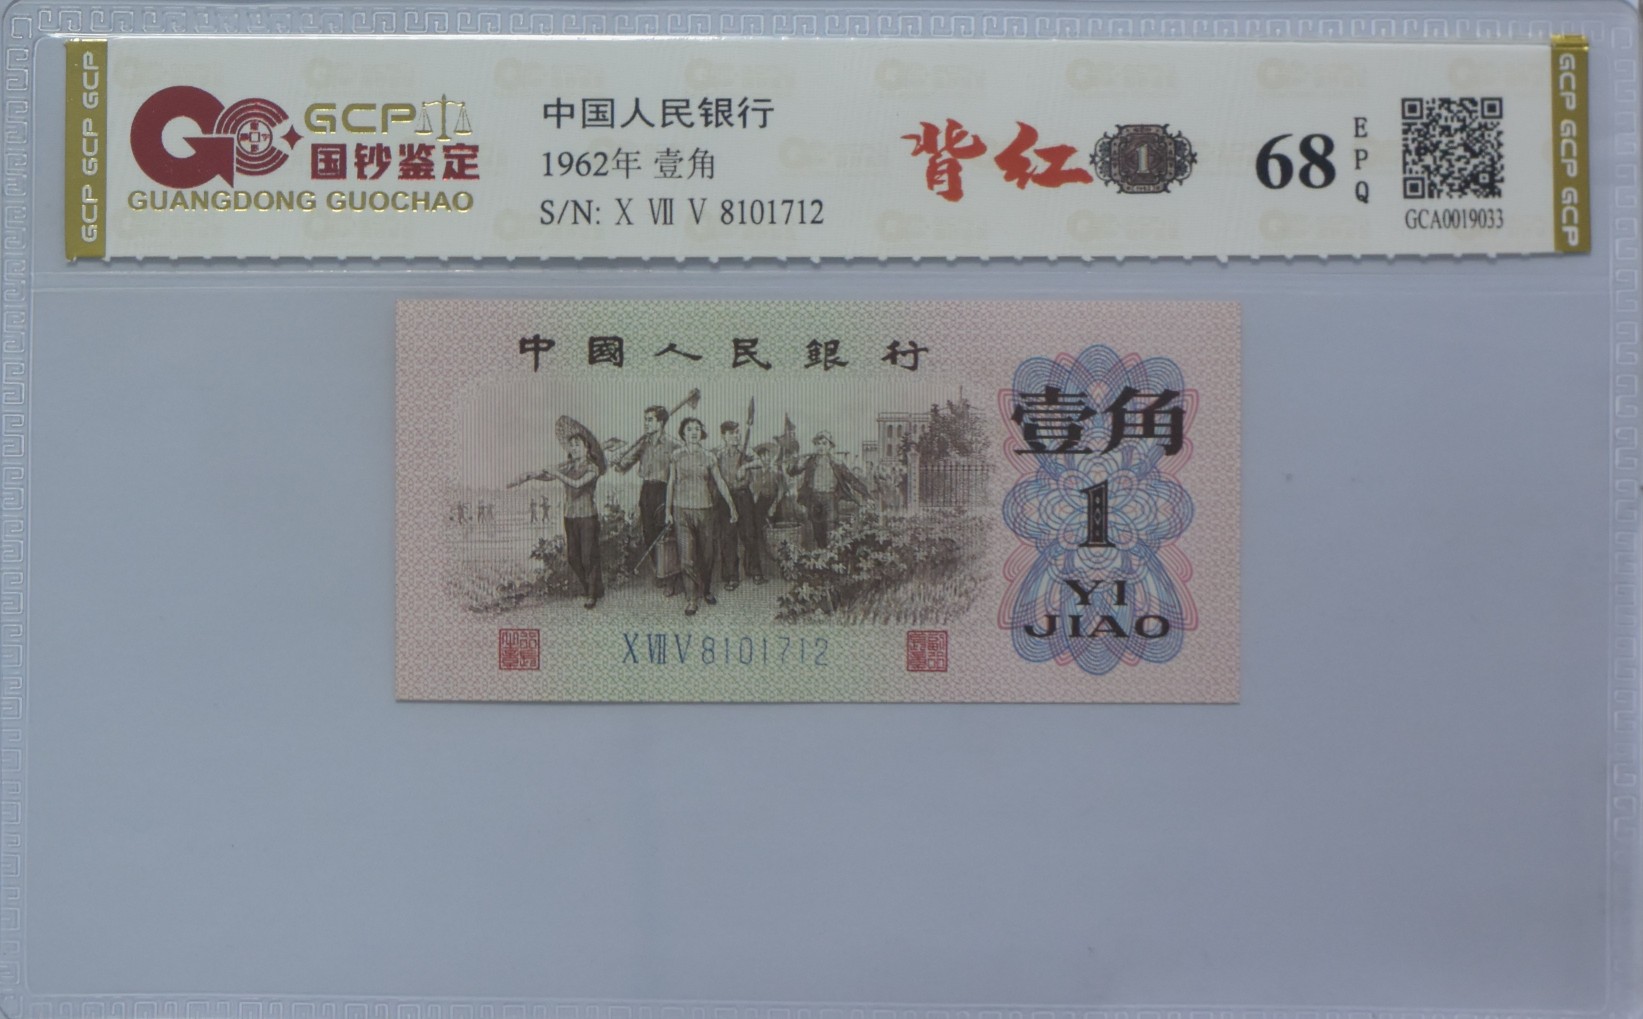 GCP GCP GCP
GCP
国钞鉴定
GUANGDONG GUOCHAO
中国人民银行
1962年 壹角
S/N: X Ⅶ V 8101712
背红
1
68
EPQ
GCA0019033
GCP GCP GCP
中國人民銀行
壹角
1
YI
JIAO
X Ⅶ V 8101712